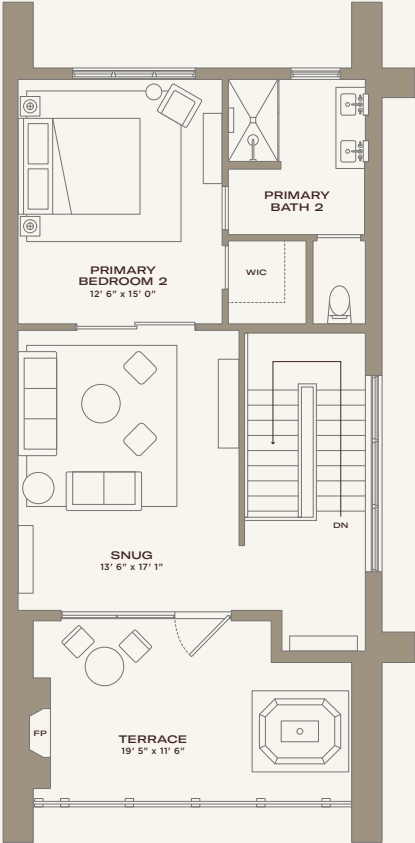 PRIMARY
BATH 2
PRIMARY
BEDROOM 2
12' 6" x 15' 0"
WIC
DN
SNUG
13' 6" x 17' 1"
FP
TERRACE
19' 5" x 11' 6"